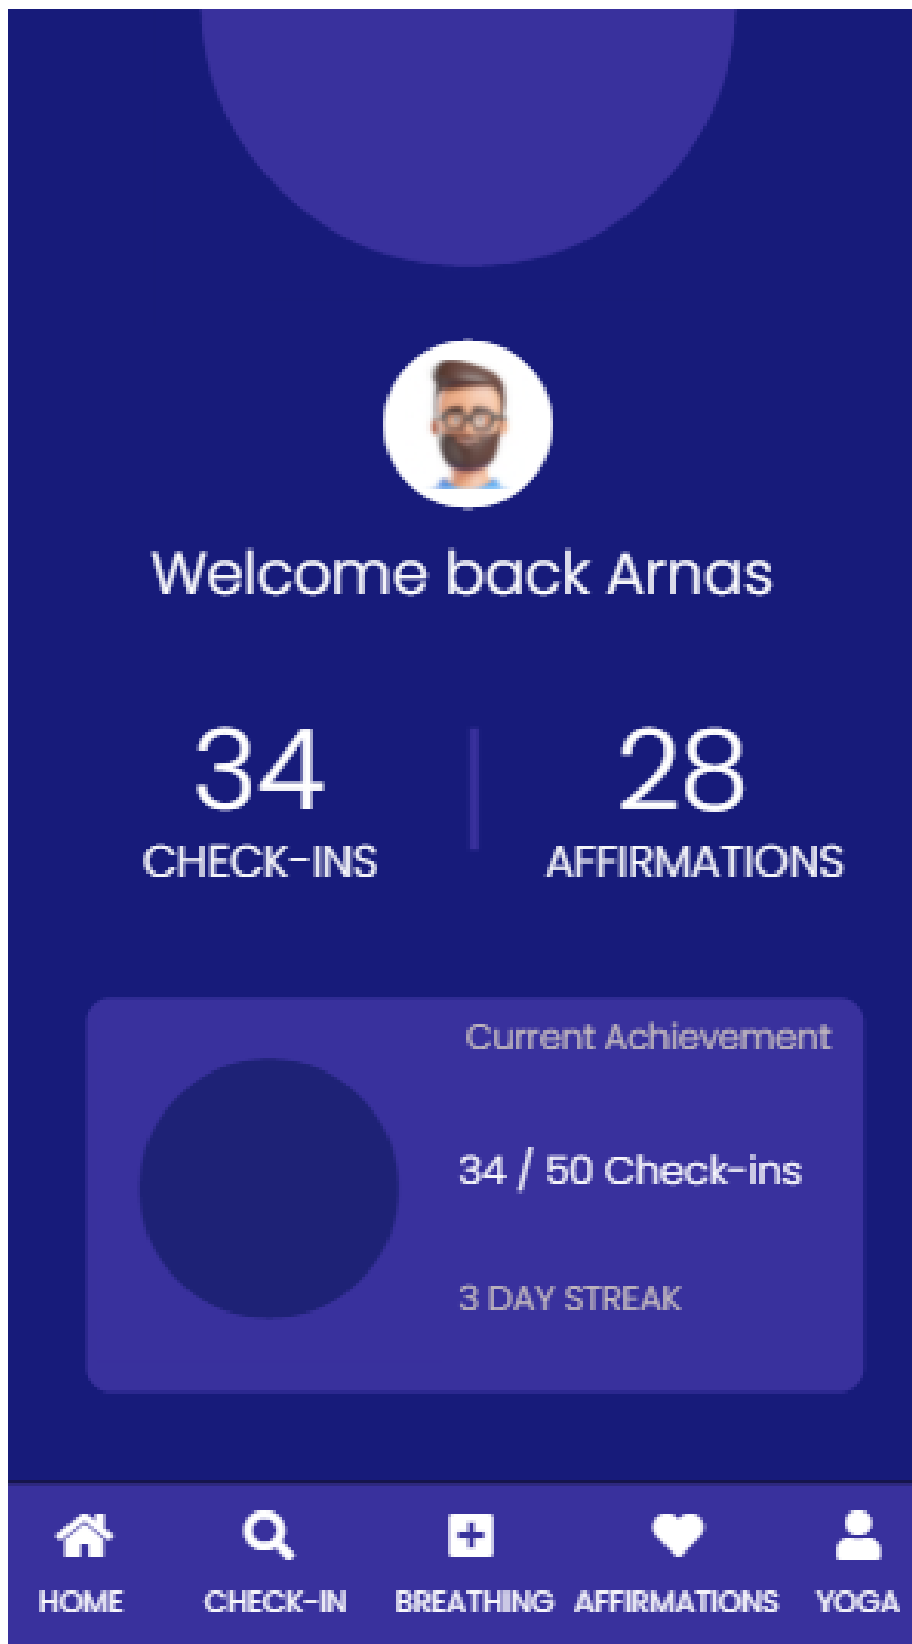 Welcome back Arnas
34
28
CHECK-INS
AFFIRMATIONS
Current Achievement
34 / 50 Check-ins
3 DAY STREAK
HOME
CHECK-IN
BREATHING
AFFIRMATIONS
YOGA